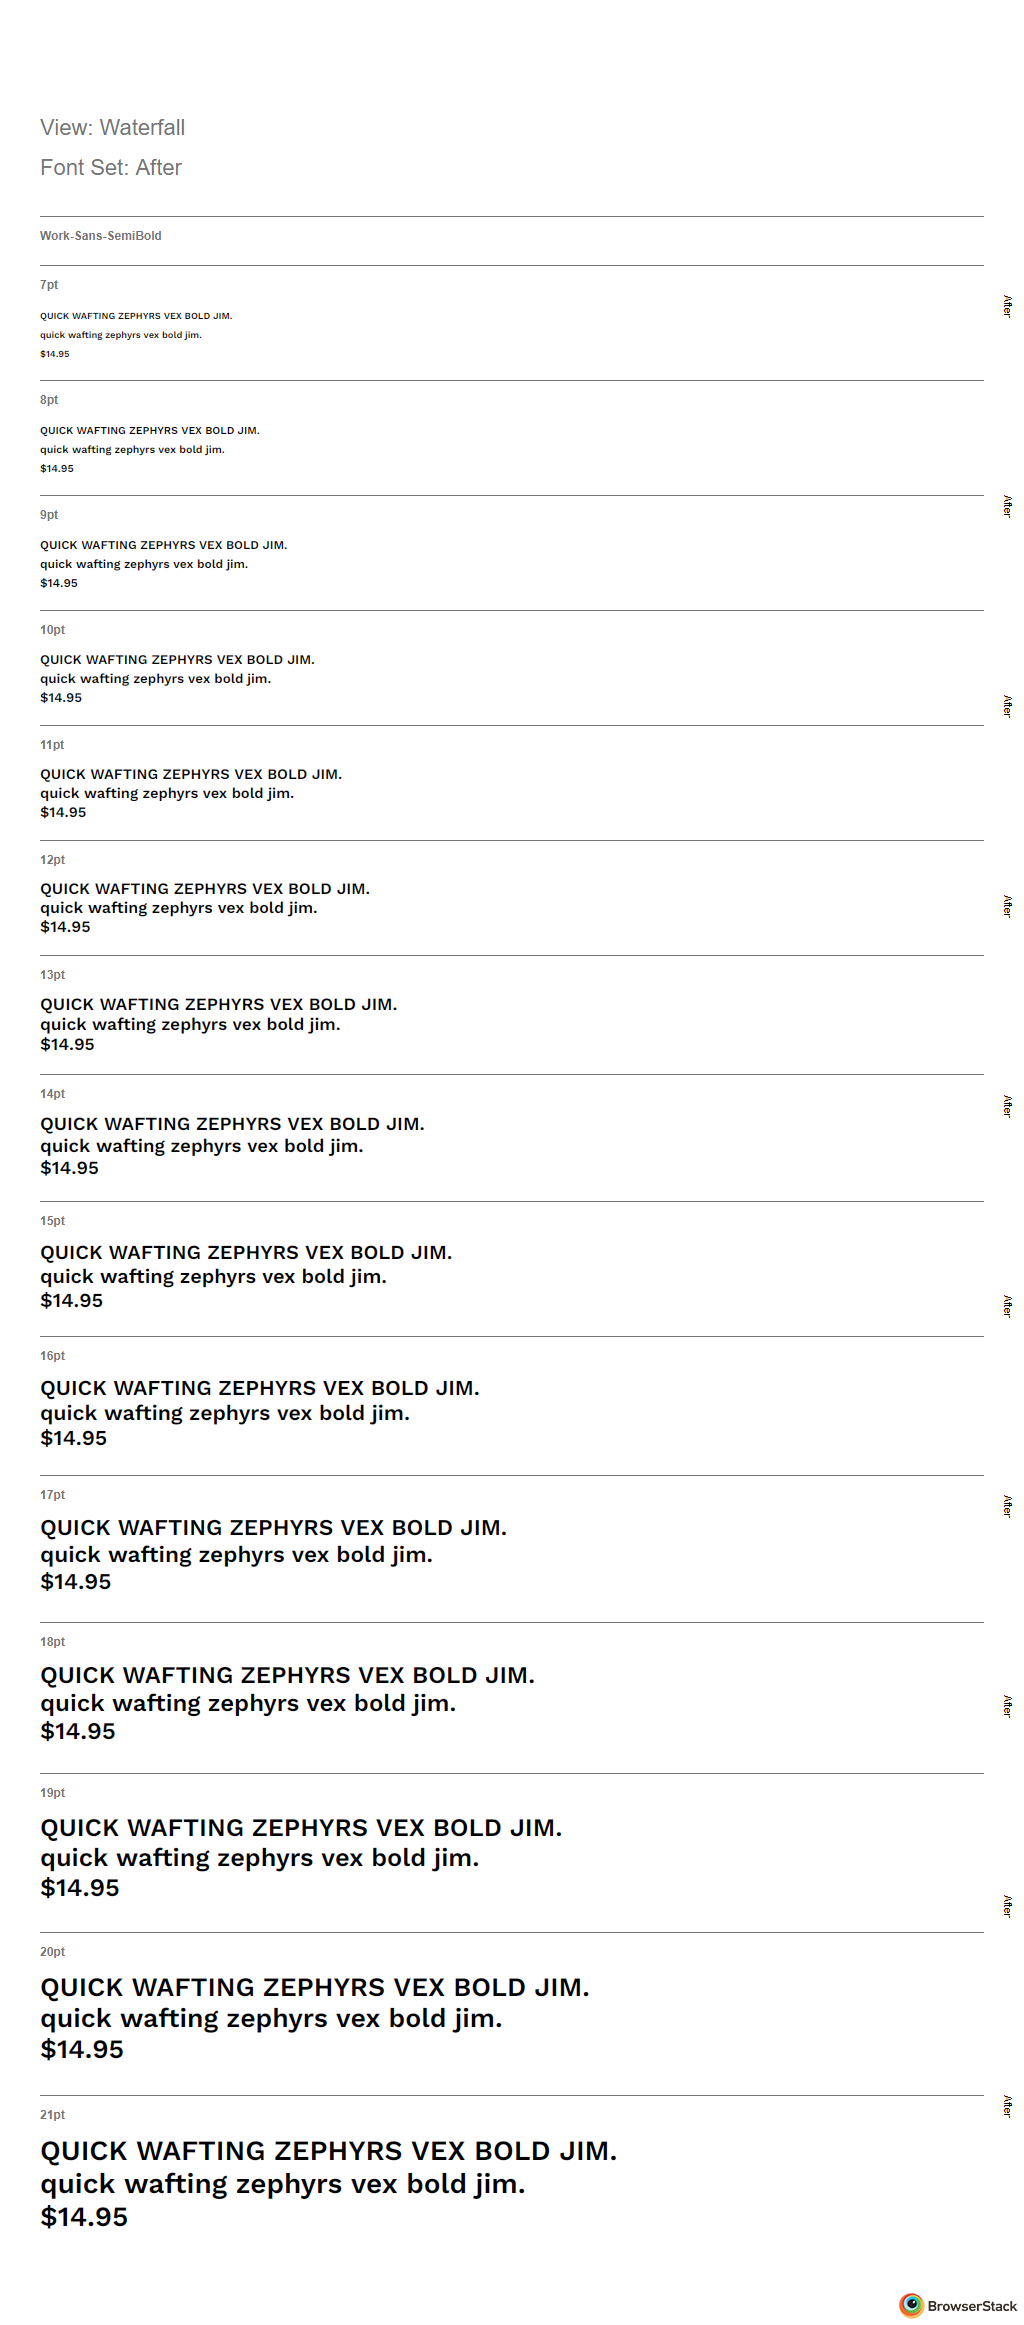 View: Waterfall
Font Set: After
Work-Sans-SemiBold
7pt
QUICK WAFTING ZEPHYRS VEX BOLD JIM.
quick wafting zephyrs vex bold jim.
$14.95
After
8pt
QUICK WAFTING ZEPHYRS VEX BOLD JIM.
quick wafting zephyrs vex bold jim.
$14.95
After
9pt
QUICK WAFTING ZEPHYRS VEX BOLD JIM.
quick wafting zephyrs vex bold jim.
$14.95
10pt
QUICK WAFTING ZEPHYRS VEX BOLD JIM.
quick wafting zephyrs vex bold jim.
$14.95
After
11pt
QUICK WAFTING ZEPHYRS VEX BOLD JIM.
quick wafting zephyrs vex bold jim.
$14.95
12pt
QUICK WAFTING ZEPHYRS VEX BOLD JIM.
quick wafting zephyrs vex bold jim.
$14.95
After
13pt
QUICK WAFTING ZEPHYRS VEX BOLD JIM.
quick wafting zephyrs vex bold jim.
$14.95
14pt
QUICK WAFTING ZEPHYRS VEX BOLD JIM.
quick wafting zephyrs vex bold jim.
$14.95
After
15pt
QUICK WAFTING ZEPHYRS VEX BOLD JIM.
quick wafting zephyrs vex bold jim.
$14.95
After
16pt
QUICK WAFTING ZEPHYRS VEX BOLD JIM.
quick wafting zephyrs vex bold jim.
$14.95
17pt
QUICK WAFTING ZEPHYRS VEX BOLD JIM.
quick wafting zephyrs vex bold jim.
$14.95
After
18pt
QUICK WAFTING ZEPHYRS VEX BOLD JIM.
quick wafting zephyrs vex bold jim.
$14.95
After
19pt
QUICK WAFTING ZEPHYRS VEX BOLD JIM.
quick wafting zephyrs vex bold jim.
$14.95
After
20pt
QUICK WAFTING ZEPHYRS VEX BOLD JIM.
quick wafting zephyrs vex bold jim.
$14.95
21pt
QUICK WAFTING ZEPHYRS VEX BOLD JIM.
quick wafting zephyrs vex bold jim.
$14.95
After
BrowserStack